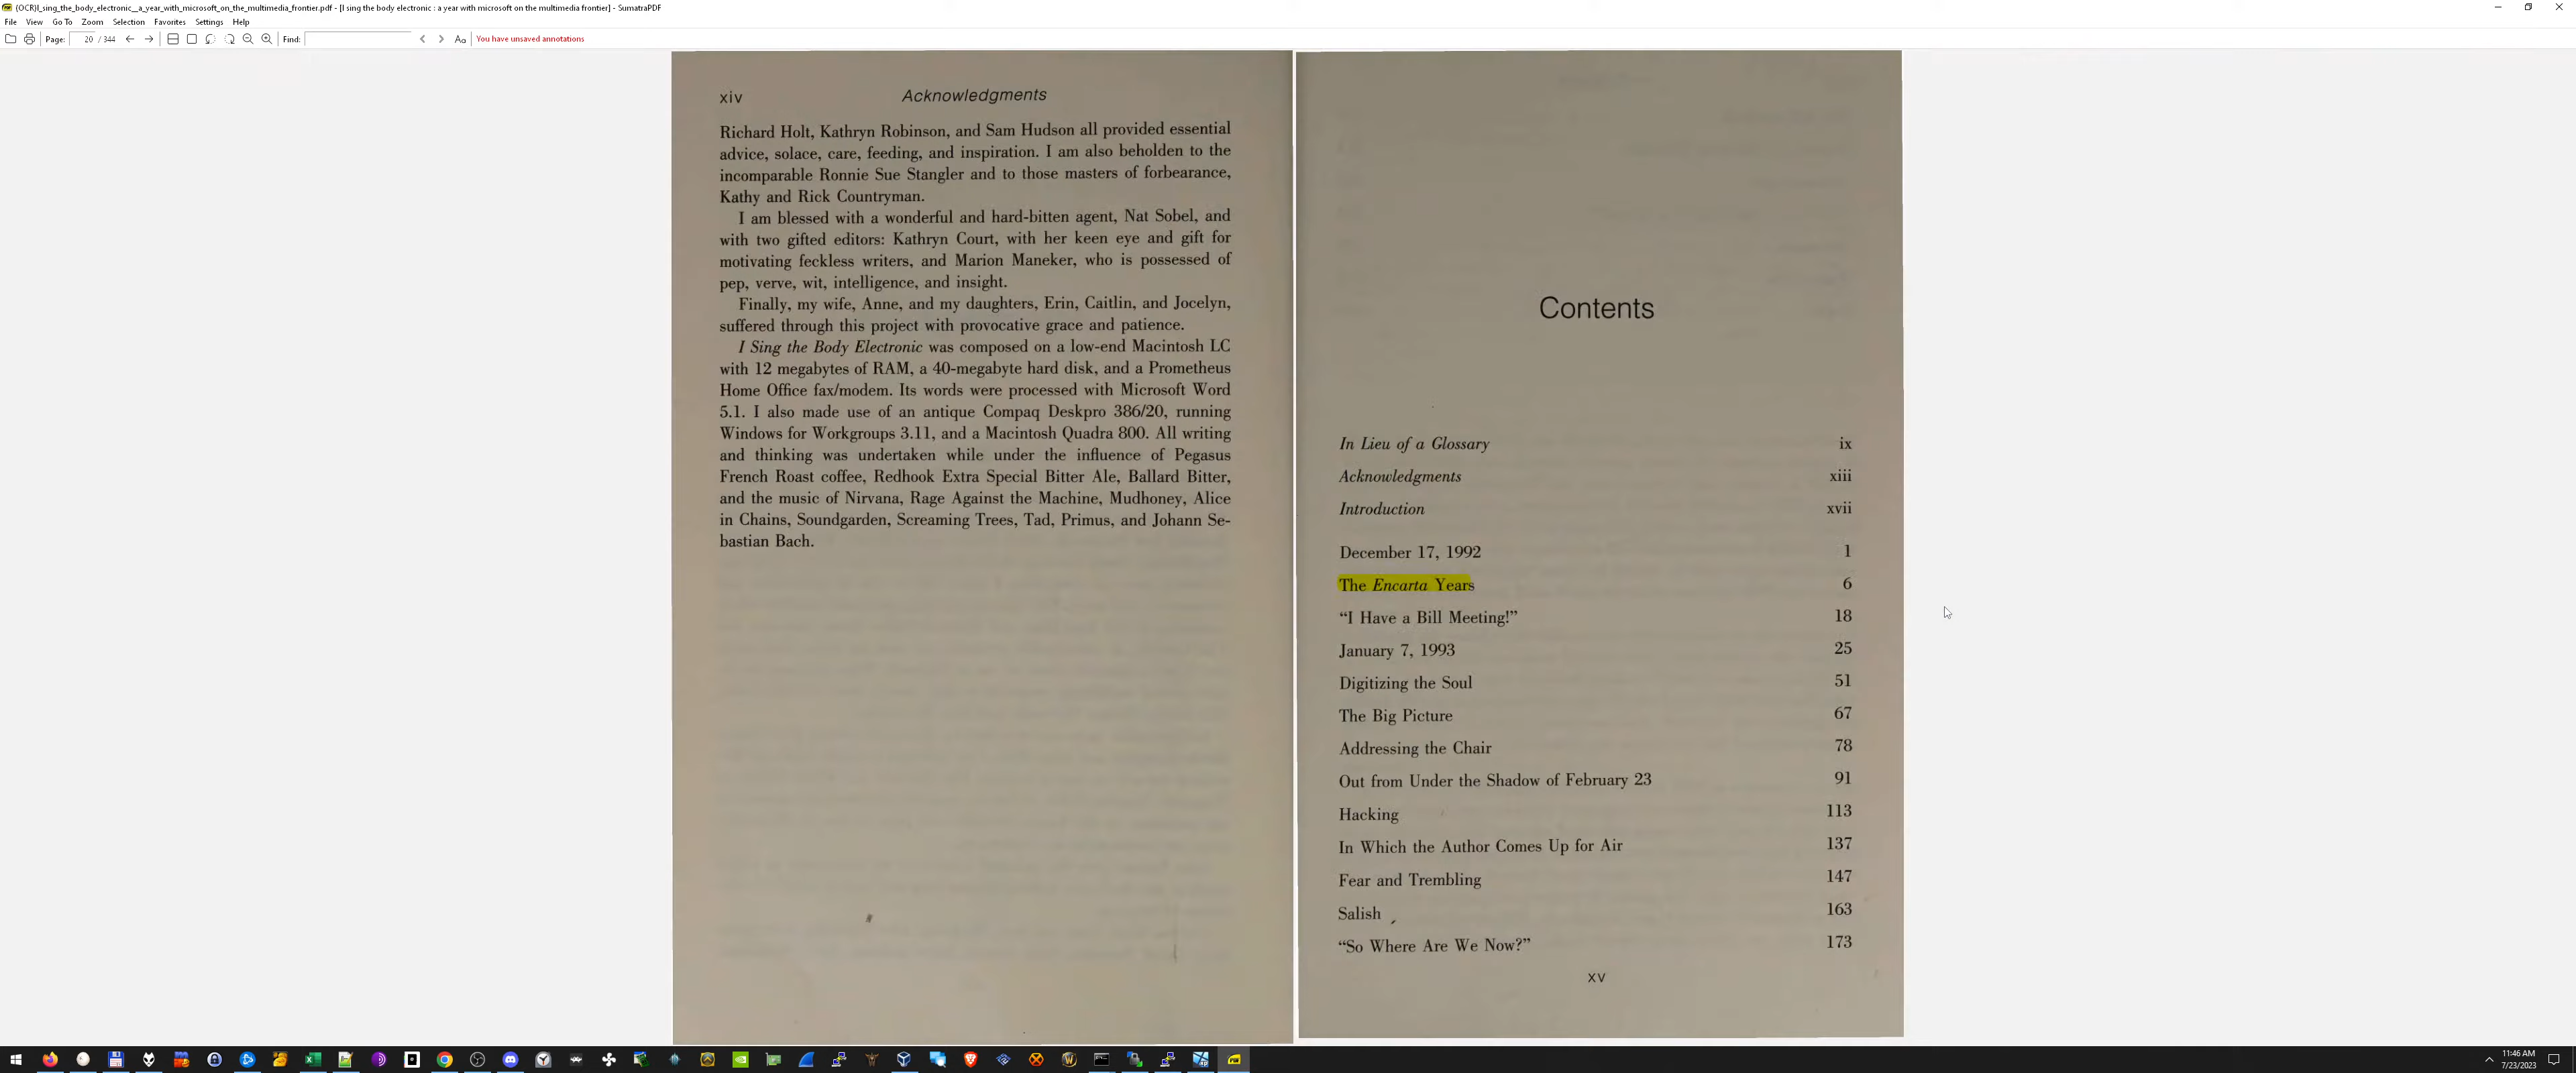 (OCR)I_sing_the_body_electronic__a_year_with_microsoft_on_the_multimedia_frontier.pdf - [I sing the body electronic : a year with microsoft on the multimedia frontier] - SumatraPDF
File View Go To Zoom Selection Favorites Settings Help
Page: 20 / 344 Find: Aa You have unsaved annotations
xiv Acknowledgments
Richard Holt, Kathryn Robinson, and Sam Hudson all provided essential
advice, solace, care, feeding, and inspiration. I am also beholden to the
incomparable Ronnie Sue Stangler and to those masters of forbearance,
Kathy and Rick Countryman.
I am blessed with a wonderful and hard-bitten agent, Nat Sobel, and
with two gifted editors: Kathryn Court, with her keen eye and gift for
motivating feckless writers, and Marion Maneker, who is possessed of
pep, verve, wit, intelligence, and insight.
Finally, my wife, Anne, and my daughters, Erin, Caitlin, and Jocelyn,
suffered through this project with provocative grace and patience.
I Sing the Body Electronic was composed on a low-end Macintosh LC
with 12 megabytes of RAM, a 40-megabyte hard disk, and a Prometheus
Home Office fax/modem. Its words were processed with Microsoft Word
5.1. I also made use of an antique Compaq Deskpro 386/20, running
Windows for Workgroups 3.11, and a Macintosh Quadra 800. All writing
and thinking was undertaken while under the influence of Pegasus
French Roast coffee, Redhook Extra Special Bitter Ale, Ballard Bitter,
and the music of Nirvana, Rage Against the Machine, Mudhoney, Alice
in Chains, Soundgarden, Screaming Trees, Tad, Primus, and Johann Se-
bastian Bach.
Contents
In Lieu of a Glossary ix
Acknowledgments xiii
Introduction xvii
December 17, 1992 1
The Encarta Years 6
“I Have a Bill Meeting!” 18
January 7, 1993 25
Digitizing the Soul 51
The Big Picture 67
Addressing the Chair 78
Out from Under the Shadow of February 23 91
Hacking 113
In Which the Author Comes Up for Air 137
Fear and Trembling 147
Salish 163
“So Where Are We Now?” 173
xv
11:46 AM
7/23/2023